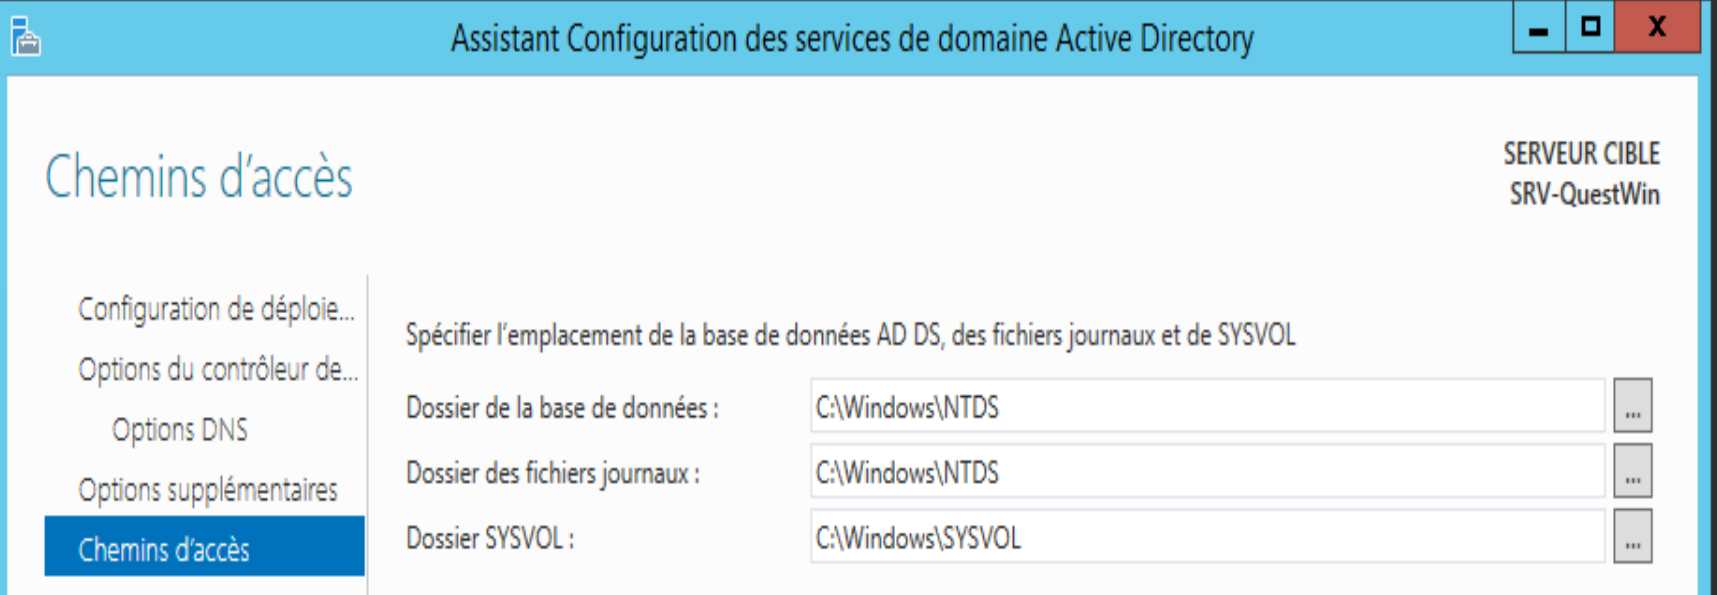 Assistant Configuration des services de domaine Active Directory
X
Chemins d’accès
SERVEUR CIBLE
SRV-QuestWin
Configuration de déploie...
Options du contrôleur de...
Options DNS
Options supplémentaires
Chemins d’accès
Spécifier l’emplacement de la base de données AD DS, des fichiers journaux et de SYSVOL
Dossier de la base de données : C:\Windows\NTDS ...
Dossier des fichiers journaux : C:\Windows\NTDS ...
Dossier SYSVOL : C:\Windows\SYSVOL ...